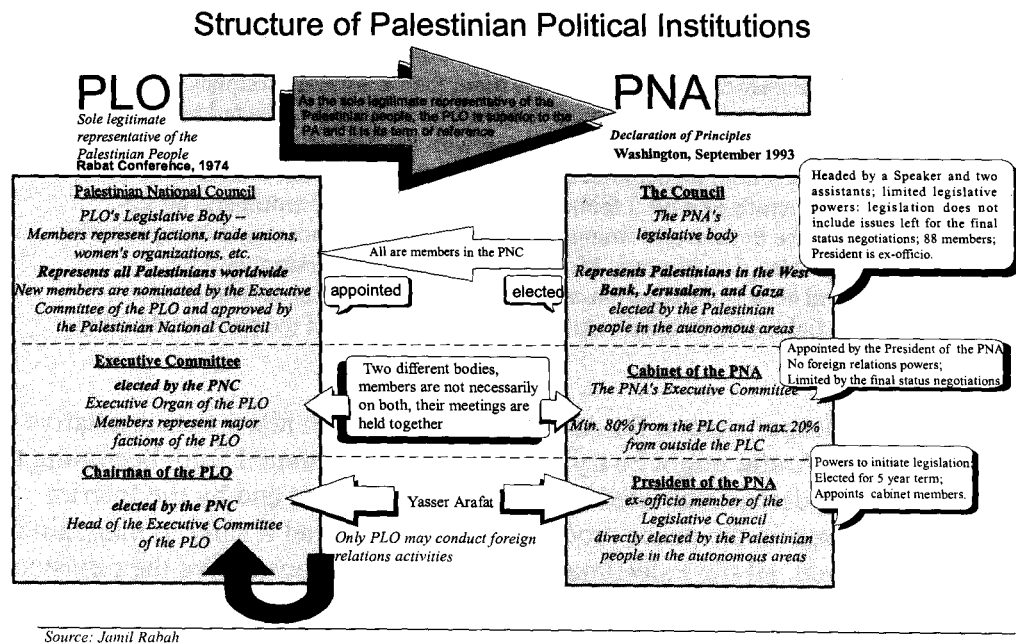 Structure of Palestinian Political Institutions
PLO
Sole legitimate
representative of the
Palestinian People
Rabat Conference, 1974
As the sole legitimate representative of the
Palestinian people, the PLO is superior to the
PA and it is its term of reference
PNA
Declaration of Principles
Washington, September 1993
Palestinian National Council
PLO's Legislative Body --
Members represent factions, trade unions,
women's organizations, etc.
Represents all Palestinians worldwide
New members are nominated by the Executive
Committee of the PLO and approved by
the Palestinian National Council
All are members in the PNC
appointed
elected
The Council
The PNA's
legislative body
Represents Palestinians in the West
Bank, Jerusalem, and Gaza
elected by the Palestinian
people in the autonomous areas
Headed by a Speaker and two
assistants; limited legislative
powers: legislation does not
include issues left for the final
status negotiations; 88 members;
President is ex-officio.
Executive Committee
elected by the PNC
Executive Organ of the PLO
Members represent major
factions of the PLO
Two different bodies,
members are not necessarily
on both, their meetings are
held together
Cabinet of the PNA
The PNA's Executive Committee
Min. 80% from the PLC and max.20%
from outside the PLC
Appointed by the President of the PNA
No foreign relations powers;
Limited by the final status negotiations
Chairman of the PLO
elected by the PNC
Head of the Executive Committee
of the PLO
Yasser Arafat
Only PLO may conduct foreign
relations activities
President of the PNA
ex-officio member of the
Legislative Council
directly elected by the Palestinian
people in the autonomous areas
Powers to initiate legislation;
Elected for 5 year term;
Appoints cabinet members.
Source: Jamil Rabah